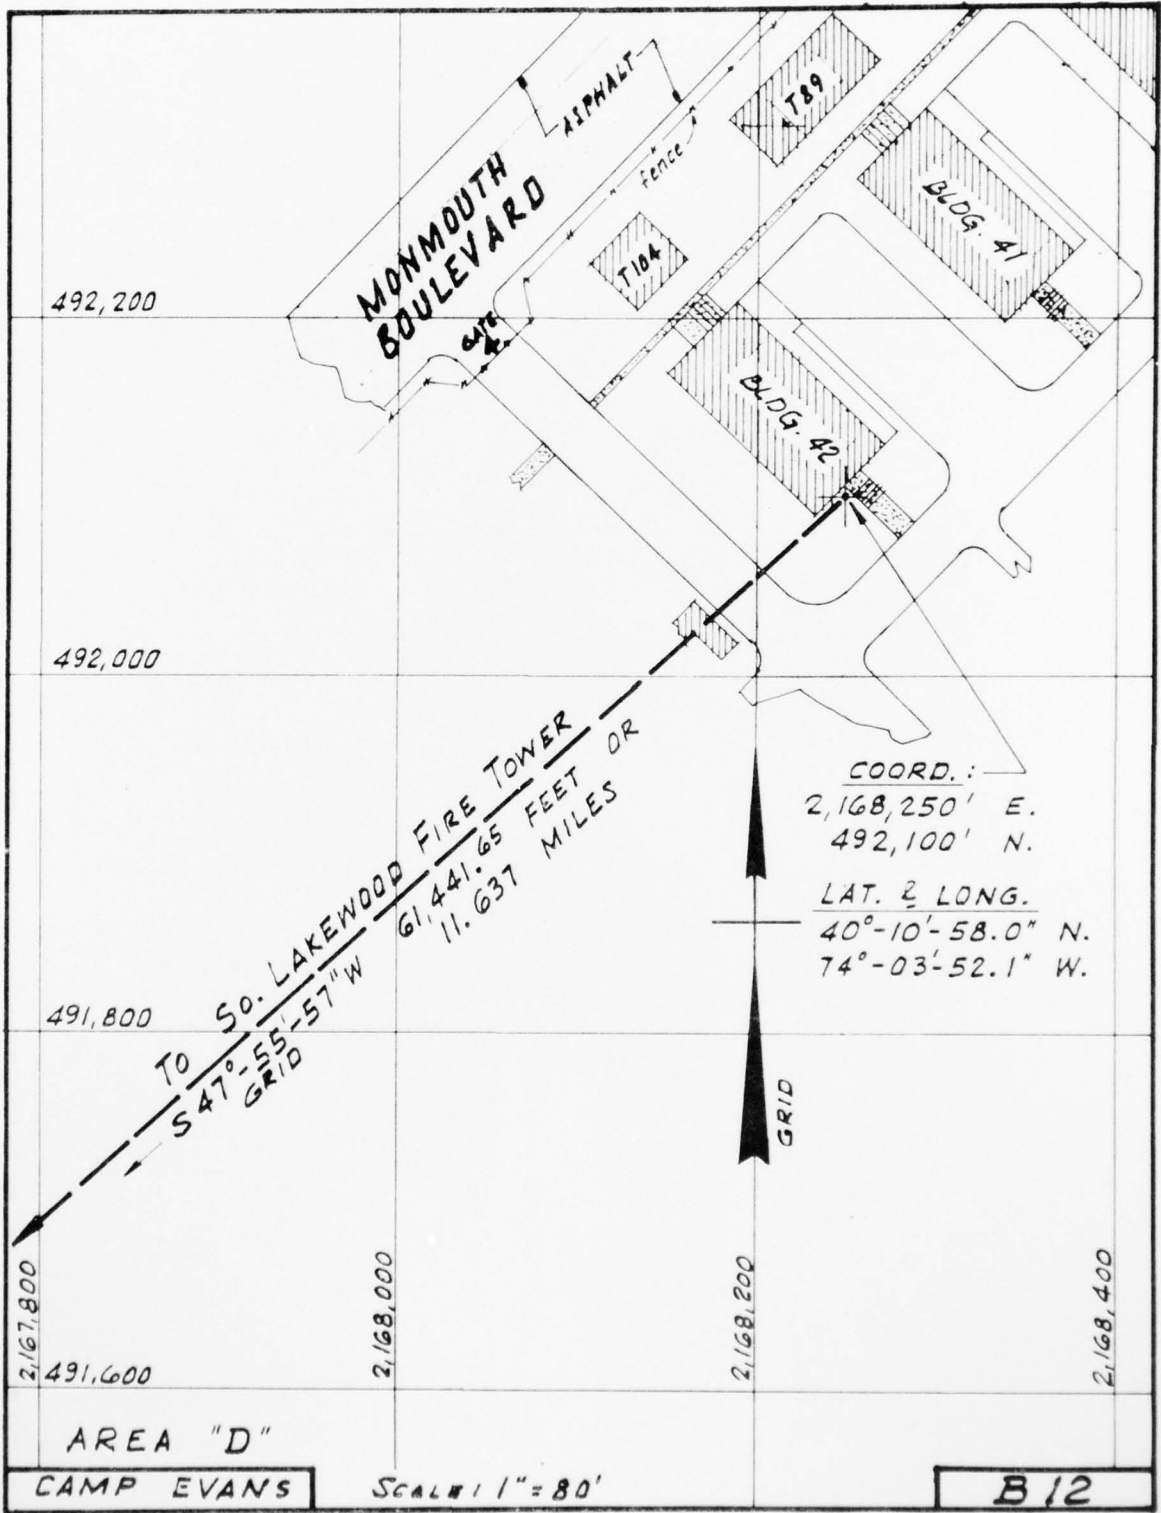 ASPHALT
T89
fence
MONMOUTH
BOULEVARD
BLDG. 41
T104
492,200
GATE
4
BLDG. 42
492,000
COORD.:
2,168,250' E.
492,100' N.
LAT. & LONG.
40°-10'-58.0" N.
74°-03'-52.1" W.
TO SO. LAKEWOOD FIRE TOWER
61,441.65 FEET OR
11.637 MILES
S 47°-55'-57" W
GRID
491,800
GRID
2,167,800
2,168,000
2,168,200
2,168,400
491,600
AREA "D"
CAMP EVANS
SCALE: 1" = 80'
B 12